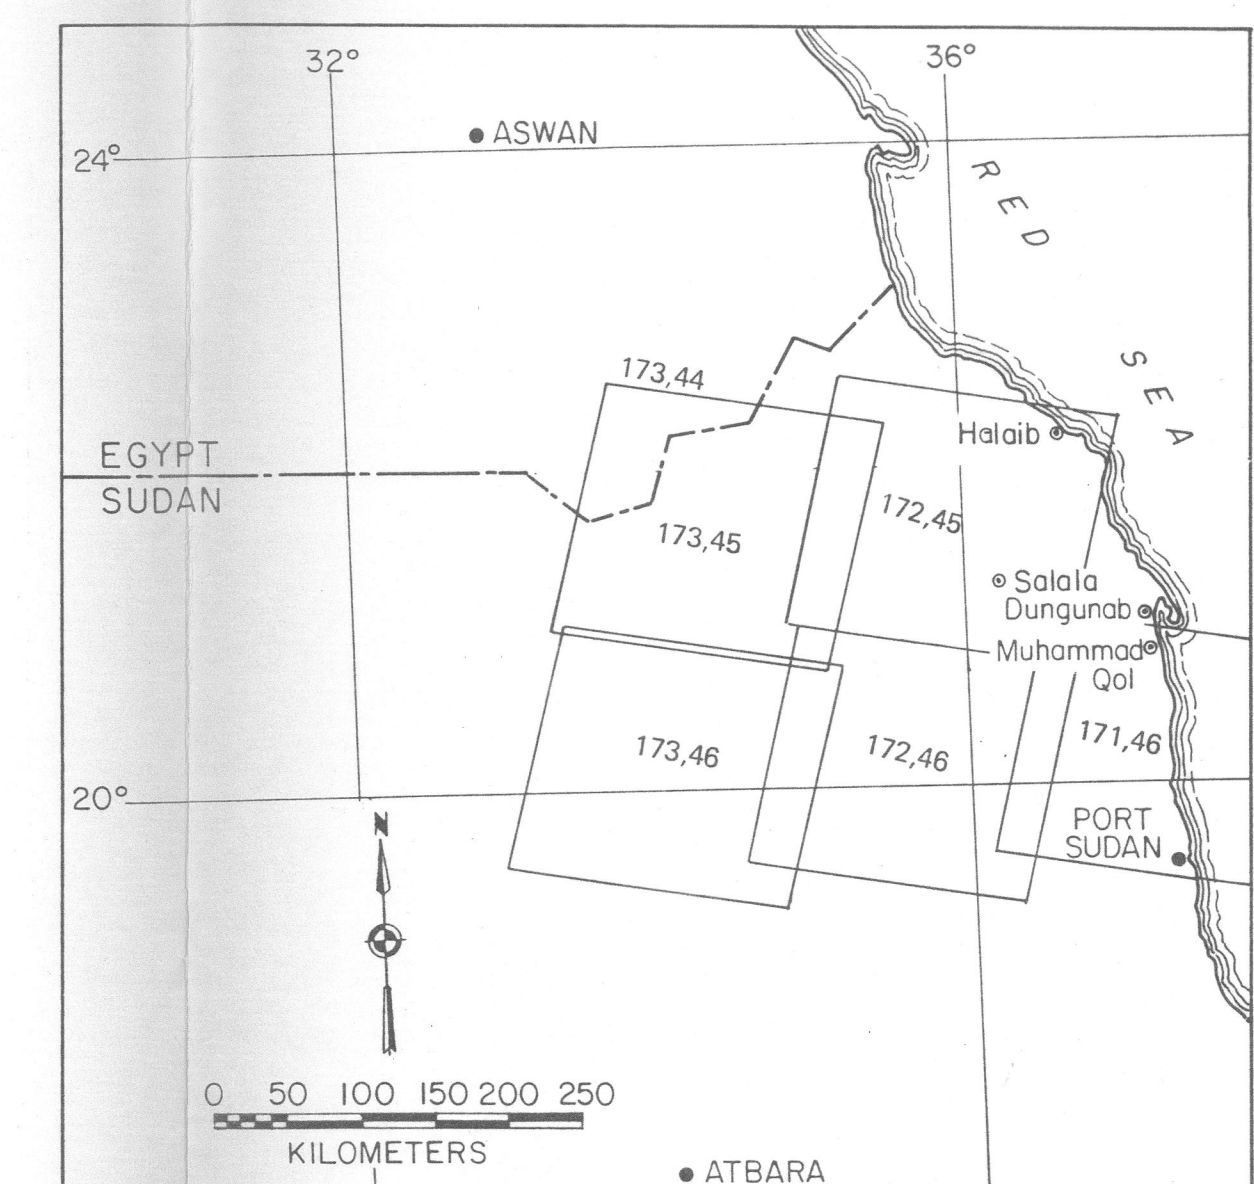 32°
36°
ASWAN
24°
RED
SEA
173,44
Halaib
EGYPT
SUDAN
172,45
173,45
Salala
Dungunab
Muhammad
Qol
171,46
173,46
172,46
20°
PORT
SUDAN
N
0 50 100 150 200 250
KILOMETERS
ATBARA